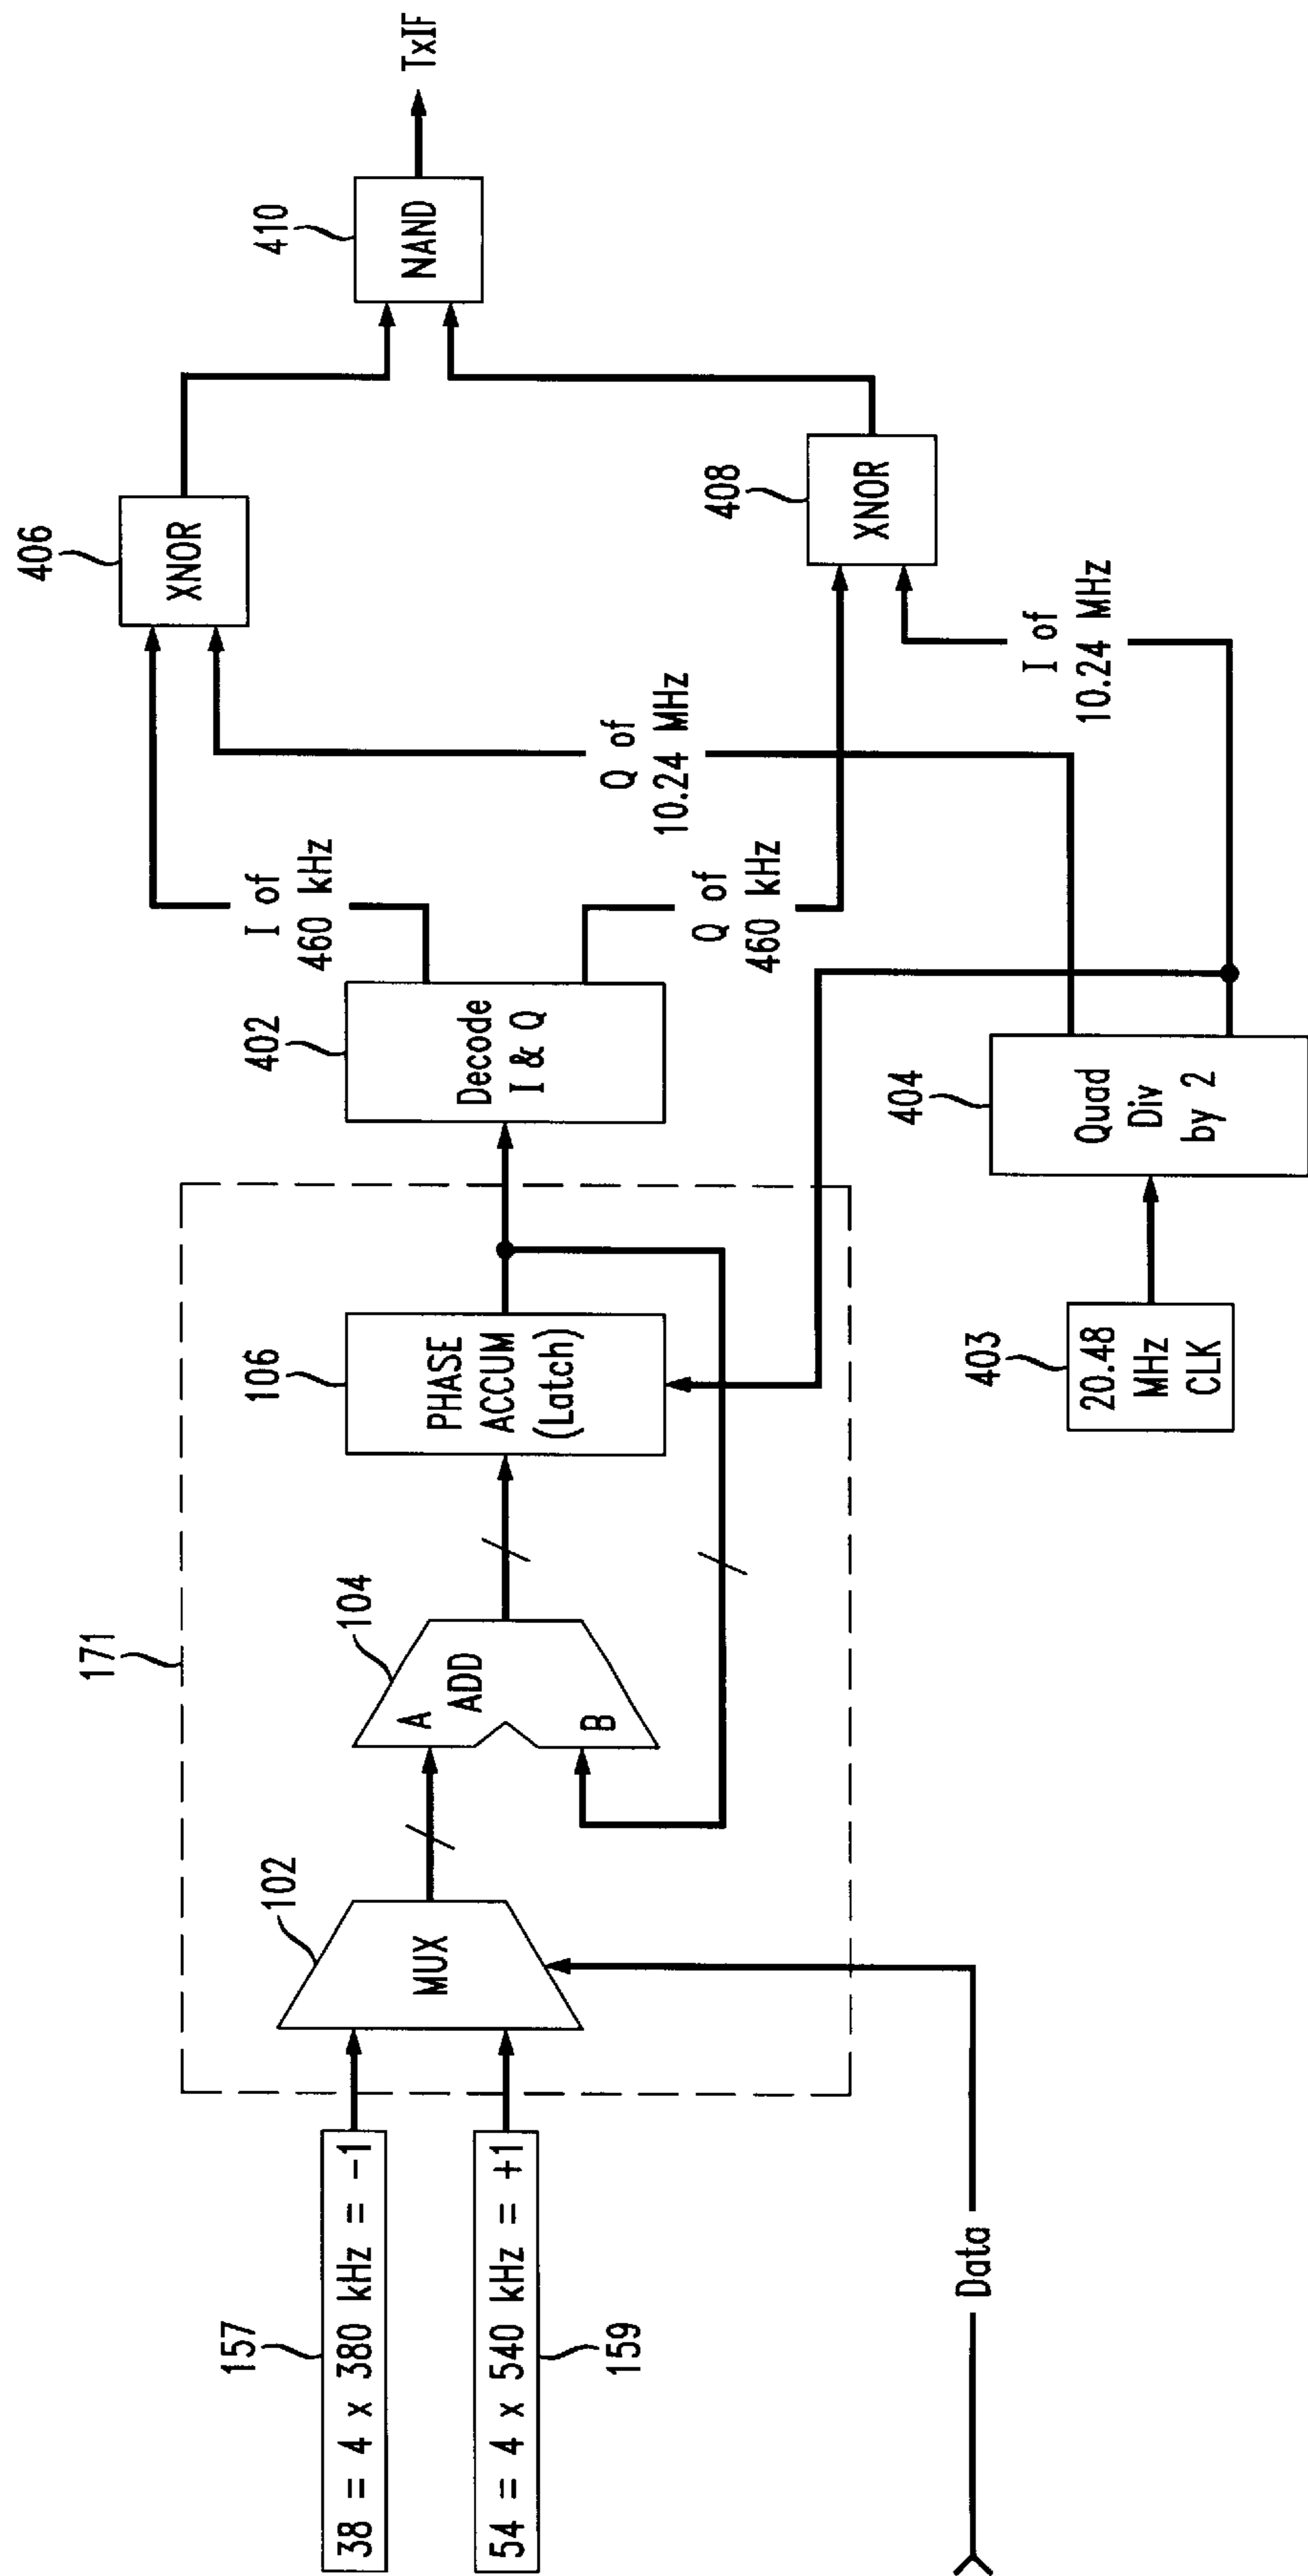 157
38 = 4 x 380 kHz = -1
54 = 4 x 540 kHz = +1
159
Data
171
102
MUX
104
A
ADD
B
106
PHASE
ACCUM
(Latch)
402
Decode
I & Q
I of
460 kHz
Q of
460 kHz
403
20.48
MHz
CLK
404
Quad
Div
by 2
Q of
10.24 MHz
I of
10.24 MHz
406
XNOR
408
XNOR
410
NAND
TxIF